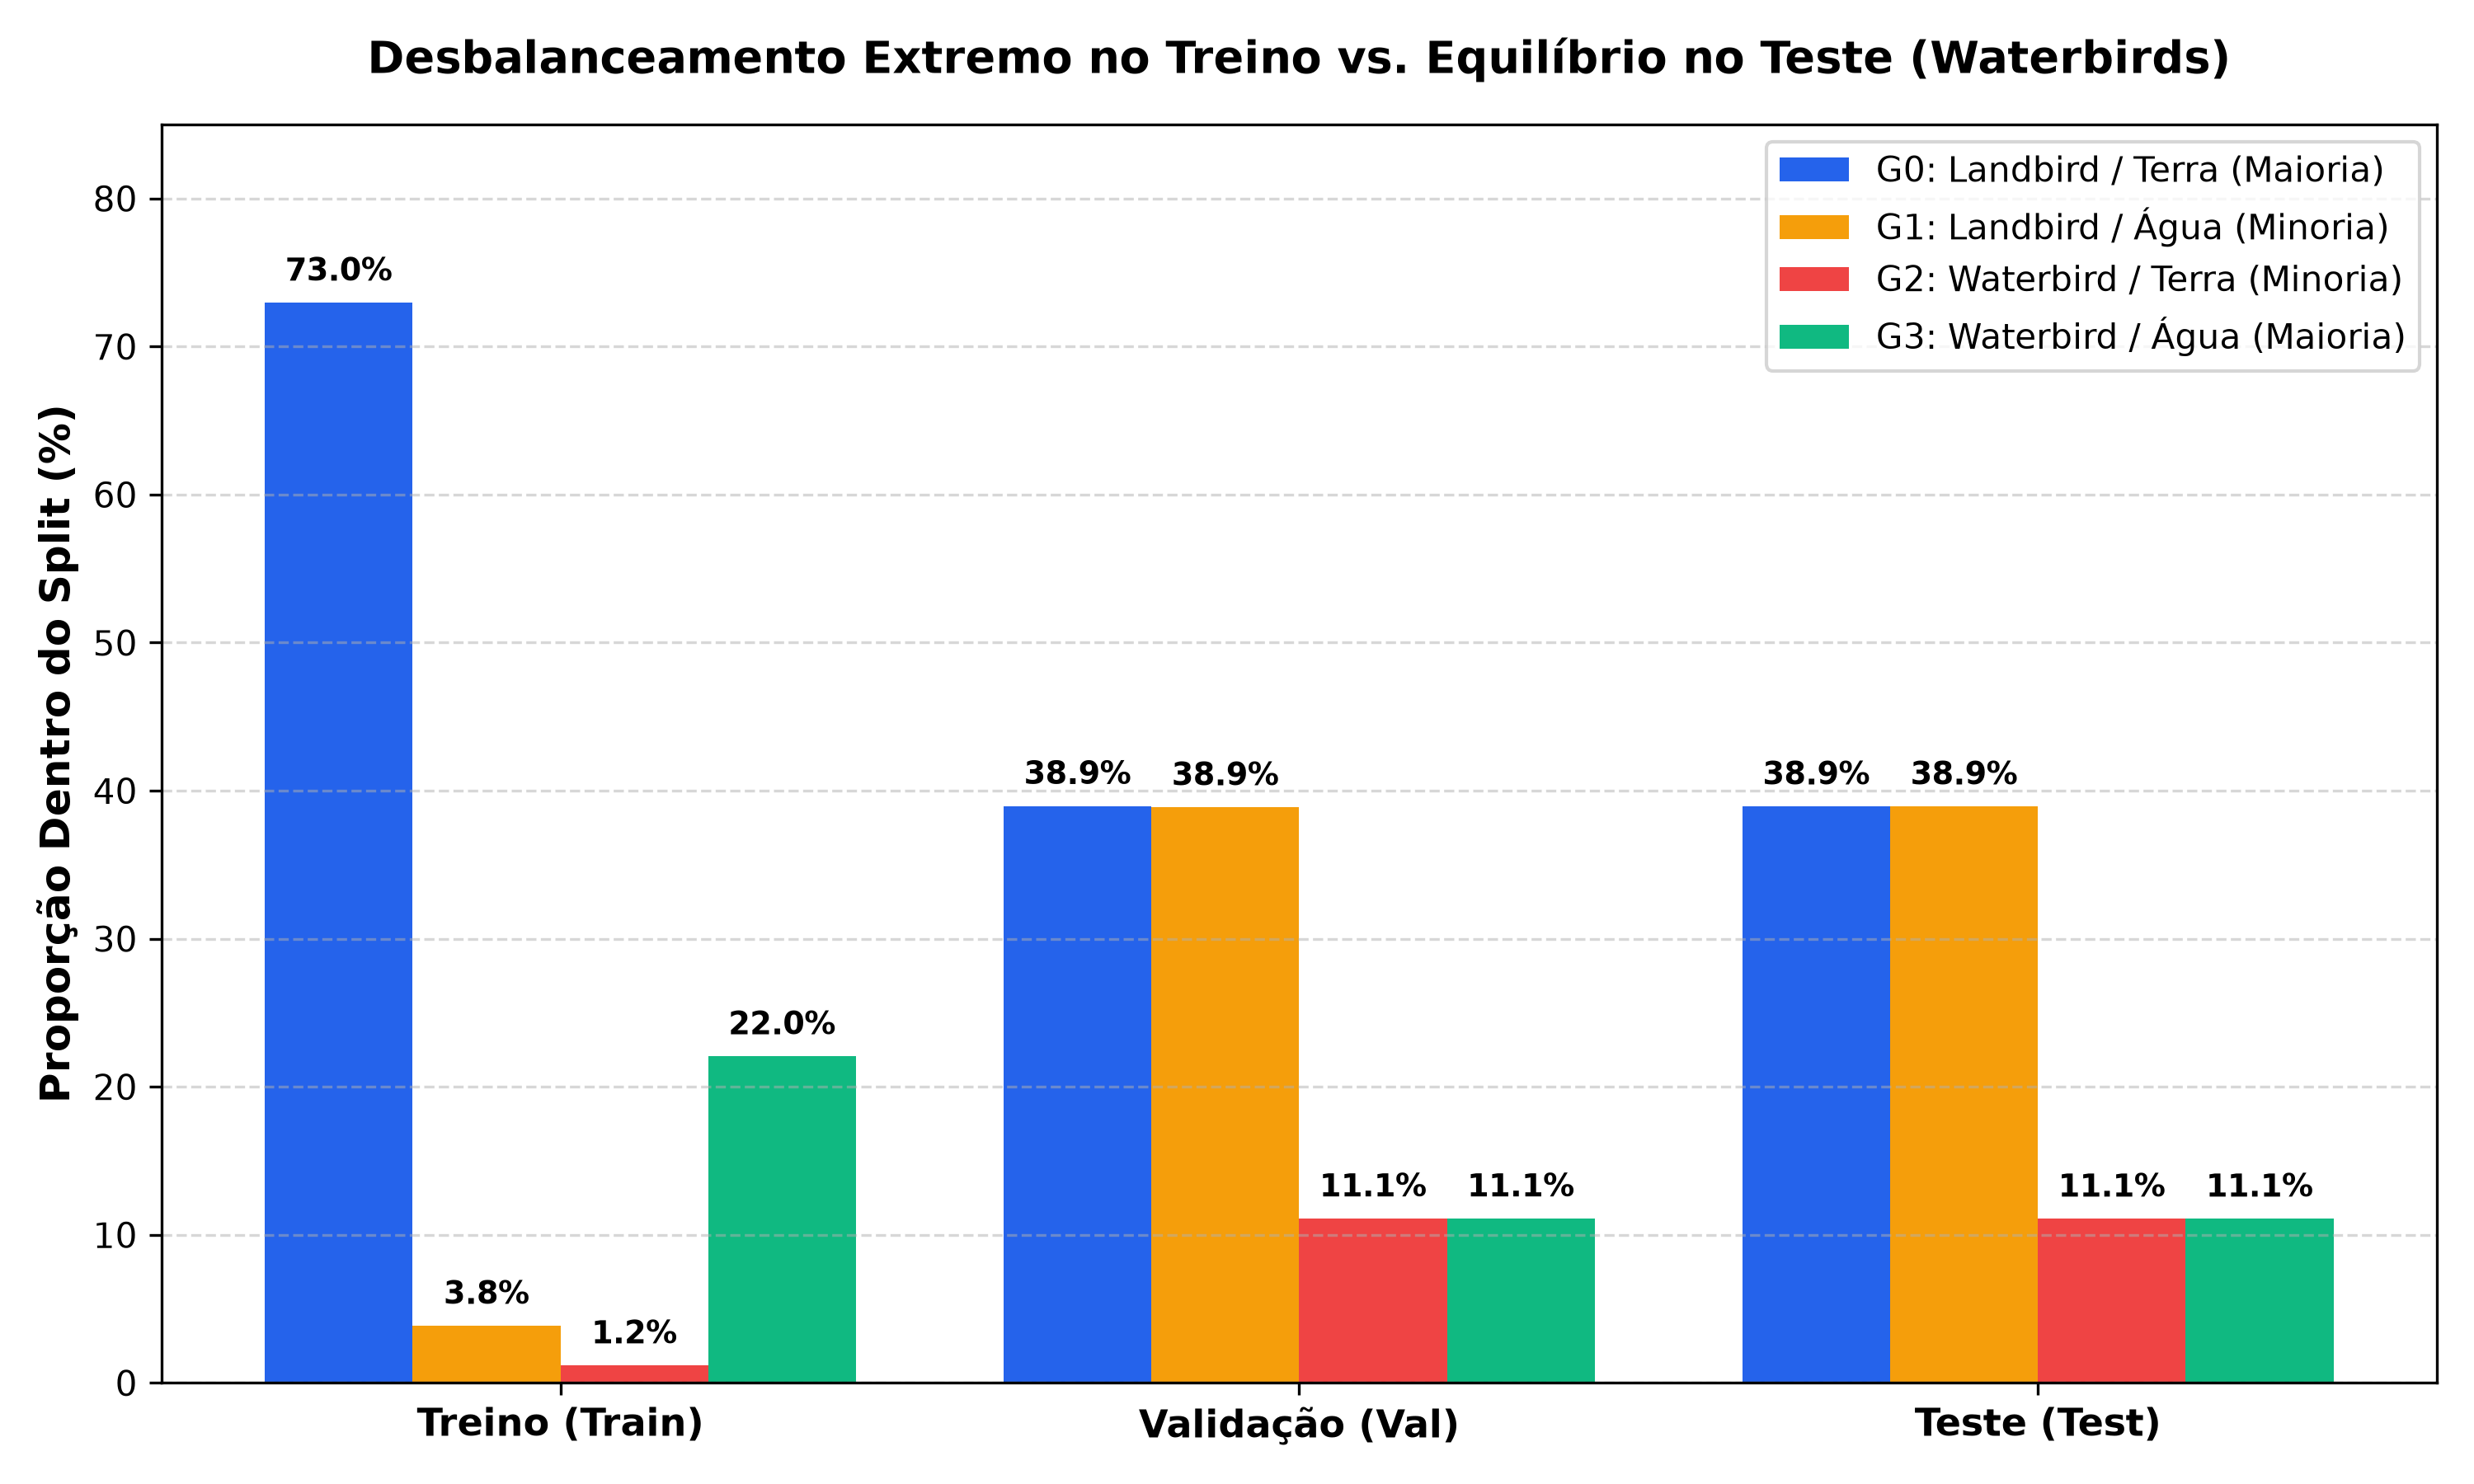 Desbalanceamento Extremo no Treino vs. Equilíbrio no Teste (Waterbirds)
G0: Landbird / Terra (Maioria)
G1: Landbird / Água (Minoria)
G2: Waterbird / Terra (Minoria)
G3: Waterbird / Água (Maioria)
Proporção Dentro do Split (%)
80
70
60
50
40
30
20
10
0
73.0%
3.8%
1.2%
22.0%
38.9%
38.9%
11.1%
11.1%
38.9%
38.9%
11.1%
11.1%
Treino (Train)
Validação (Val)
Teste (Test)